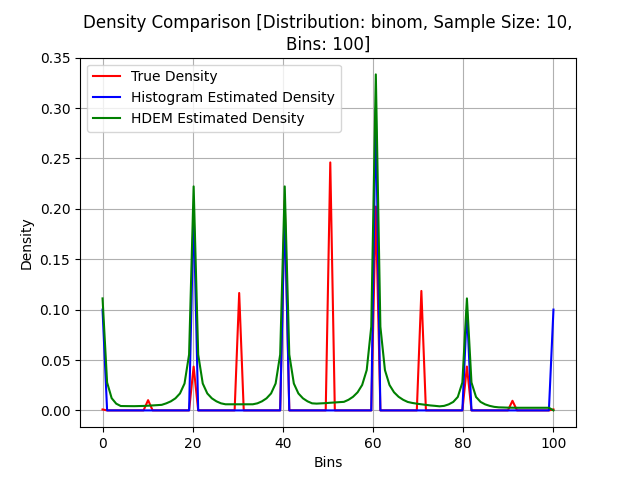 Density Comparison [Distribution: binom, Sample Size: 10,
Bins: 100]
True Density
Histogram Estimated Density
HDEM Estimated Density
Density
0.35
0.30
0.25
0.20
0.15
0.10
0.05
0.00
0 20 40 60 80 100
Bins